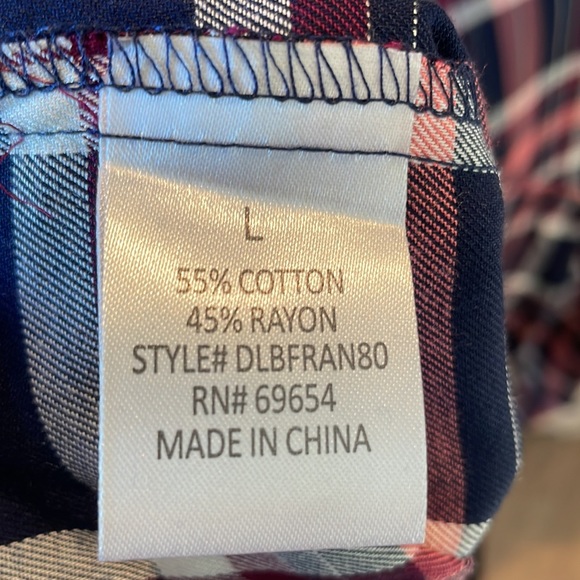 L
55% COTTON
45% RAYON
STYLE# DLBFRAN80
RN# 69654
MADE IN CHINA